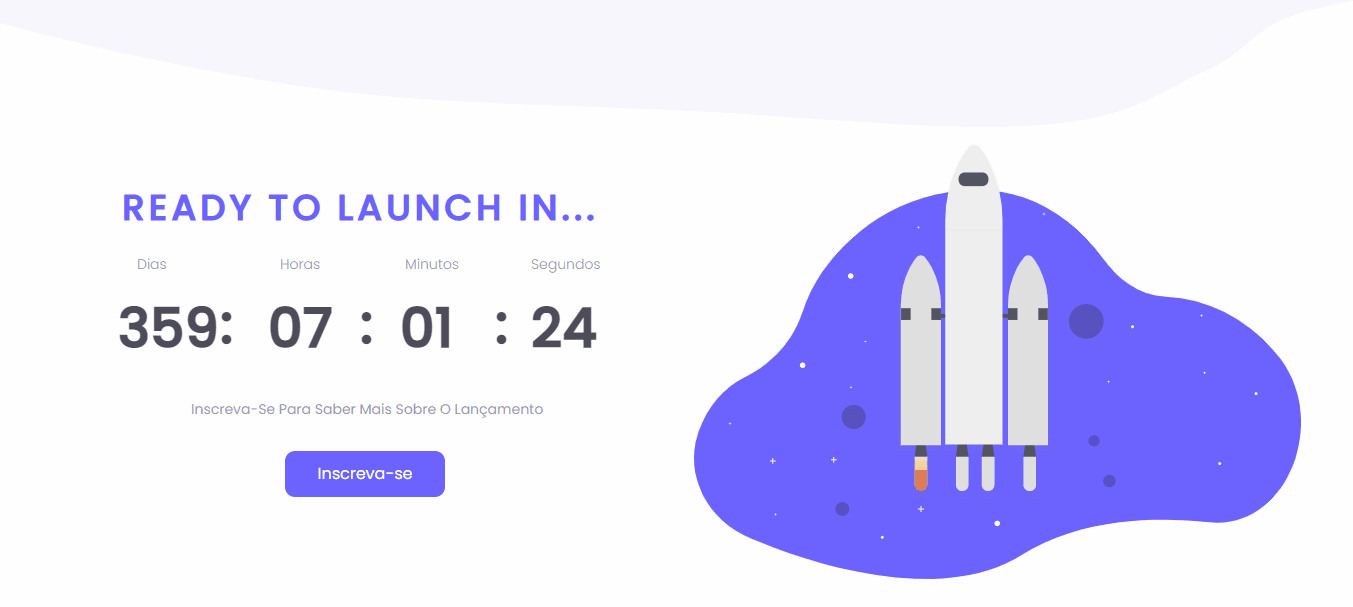 READY TO LAUNCH IN...
Dias Horas Minutos Segundos
359: 07 : 01 : 24
Inscreva-Se Para Saber Mais Sobre O Lançamento
Inscreva-se